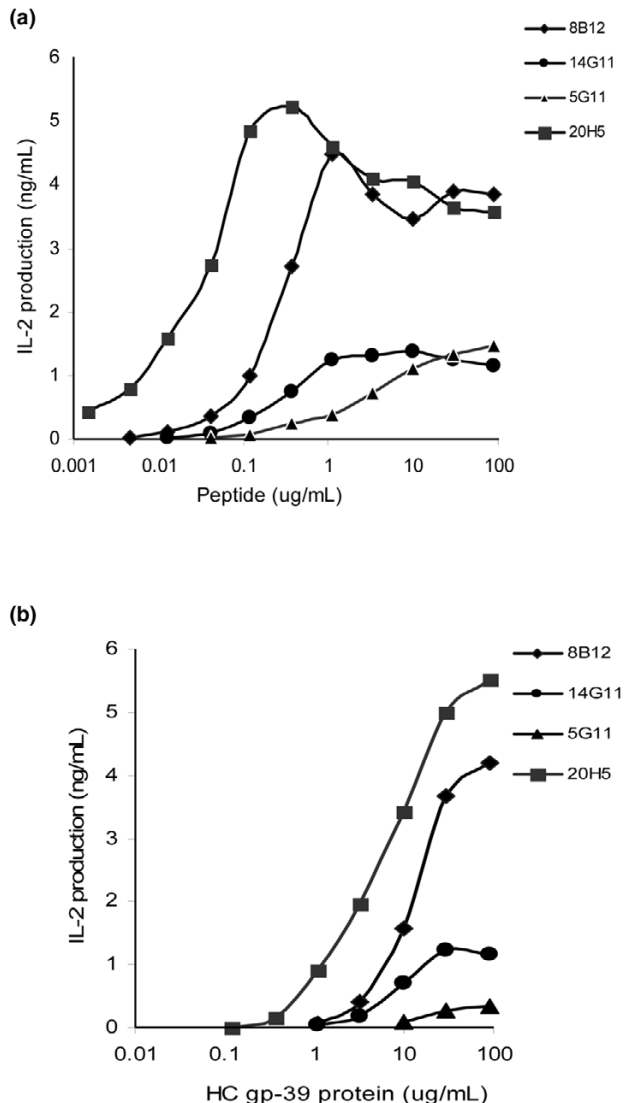 (a)
8B12
14G11
5G11
20H5
6
5
4
3
2
1
0
IL-2 production (ng/mL)
0.001
0.01
0.1
1
10
100
Peptide (ug/mL)
(b)
8B12
14G11
5G11
20H5
6
5
4
3
2
1
0
IL-2 production (ng/mL)
0.01
0.1
1
10
100
HC gp-39 protein (ug/mL)